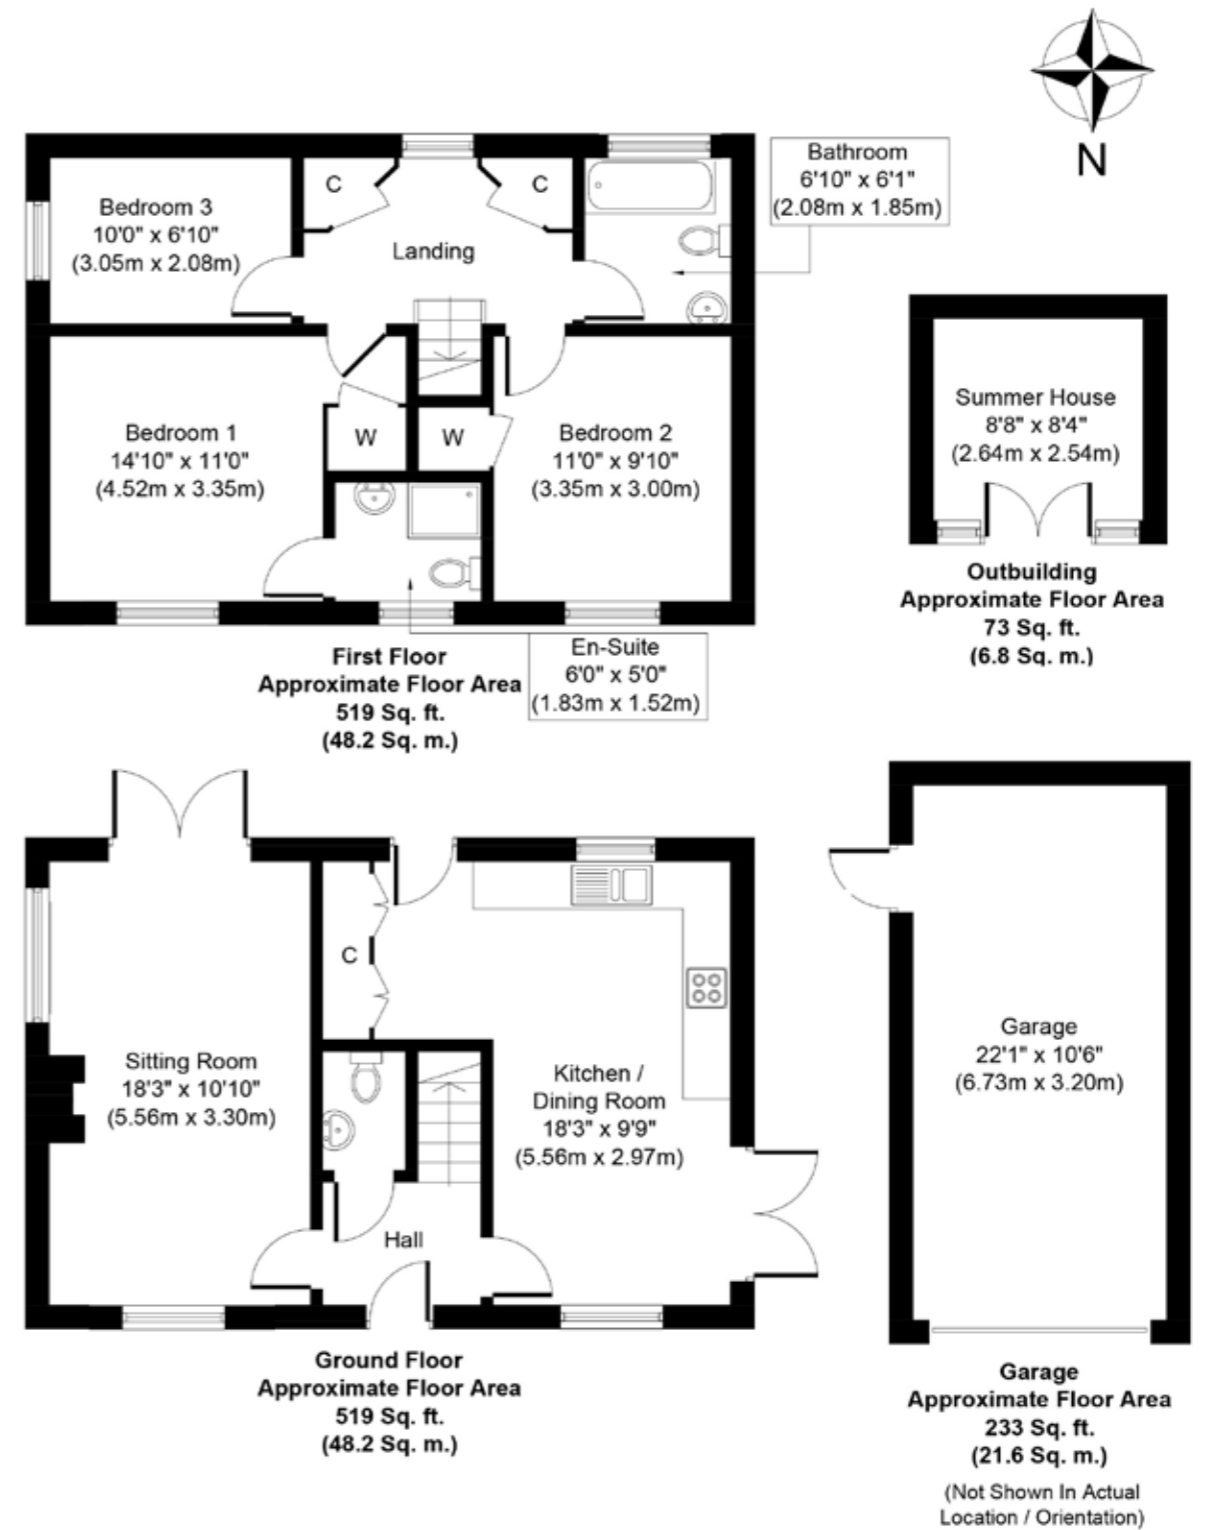 N
Bathroom
6'10" x 6'1"
(2.08m x 1.85m)
Bedroom 3
10'0" x 6'10"
(3.05m x 2.08m)
C
C
Landing
Bedroom 1
14'10" x 11'0"
(4.52m x 3.35m)
W
W
Bedroom 2
11'0" x 9'10"
(3.35m x 3.00m)
Summer House
8'8" x 8'4"
(2.64m x 2.54m)
Outbuilding
Approximate Floor Area
73 Sq. ft.
(6.8 Sq. m.)
En-Suite
6'0" x 5'0"
(1.83m x 1.52m)
First Floor
Approximate Floor Area
519 Sq. ft.
(48.2 Sq. m.)
C
Sitting Room
18'3" x 10'10"
(5.56m x 3.30m)
Kitchen /
Dining Room
18'3" x 9'9"
(5.56m x 2.97m)
Hall
Garage
22'1" x 10'6"
(6.73m x 3.20m)
Ground Floor
Approximate Floor Area
519 Sq. ft.
(48.2 Sq. m.)
Garage
Approximate Floor Area
233 Sq. ft.
(21.6 Sq. m.)
(Not Shown In Actual
Location / Orientation)